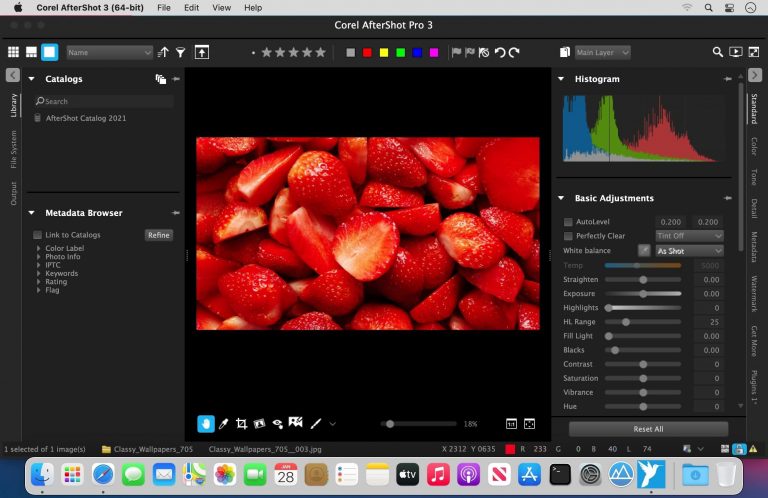 Corel AfterShot 3 (64-bit) File Edit View Help
Corel AfterShot Pro 3
Name Main Layer
Catalogs
Search
AfterShot Catalog 2021
Library
File System
Output
Metadata Browser
Link to Catalogs Refine
Color Label
Photo Info
IPTC
Keywords
Rating
Flag
18%
1:1
Histogram
Basic Adjustments
AutoLevel 0.200 0.200
Perfectly Clear Tint Off
White balance As Shot
Temp 5000
Straighten 0.00
Exposure 0.00
Highlights 0
HL Range 25
Fill Light 0.00
Blacks 0.00
Contrast 0
Saturation 0
Vibrance 0
Hue 0
Reset All
Standard
Color
Tone
Detail
Metadata
Watermark
Get More
Plugins 1*
1 selected of 1 image(s) Classy_Wallpapers_705 Classy_Wallpapers_705__003.jpg X 2312 Y 0635 R 233 G 0 B 40 L 74
JAN
28
tv